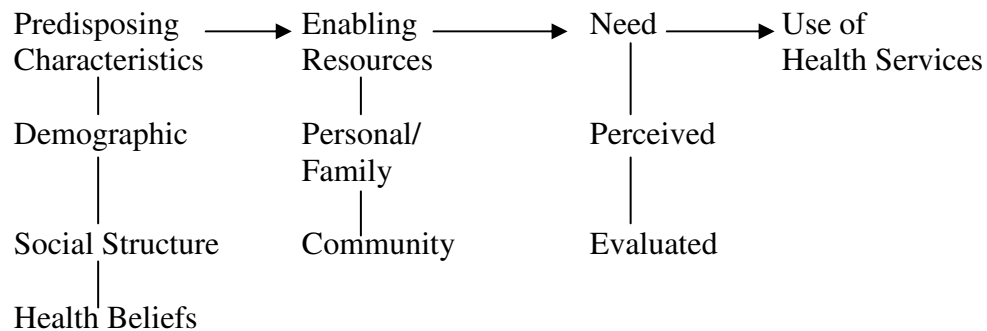 Predisposing
Characteristics
Enabling
Resources
Need
Use of
Health Services
Demographic
Personal/
Family
Perceived
Social Structure
Community
Evaluated
Health Beliefs